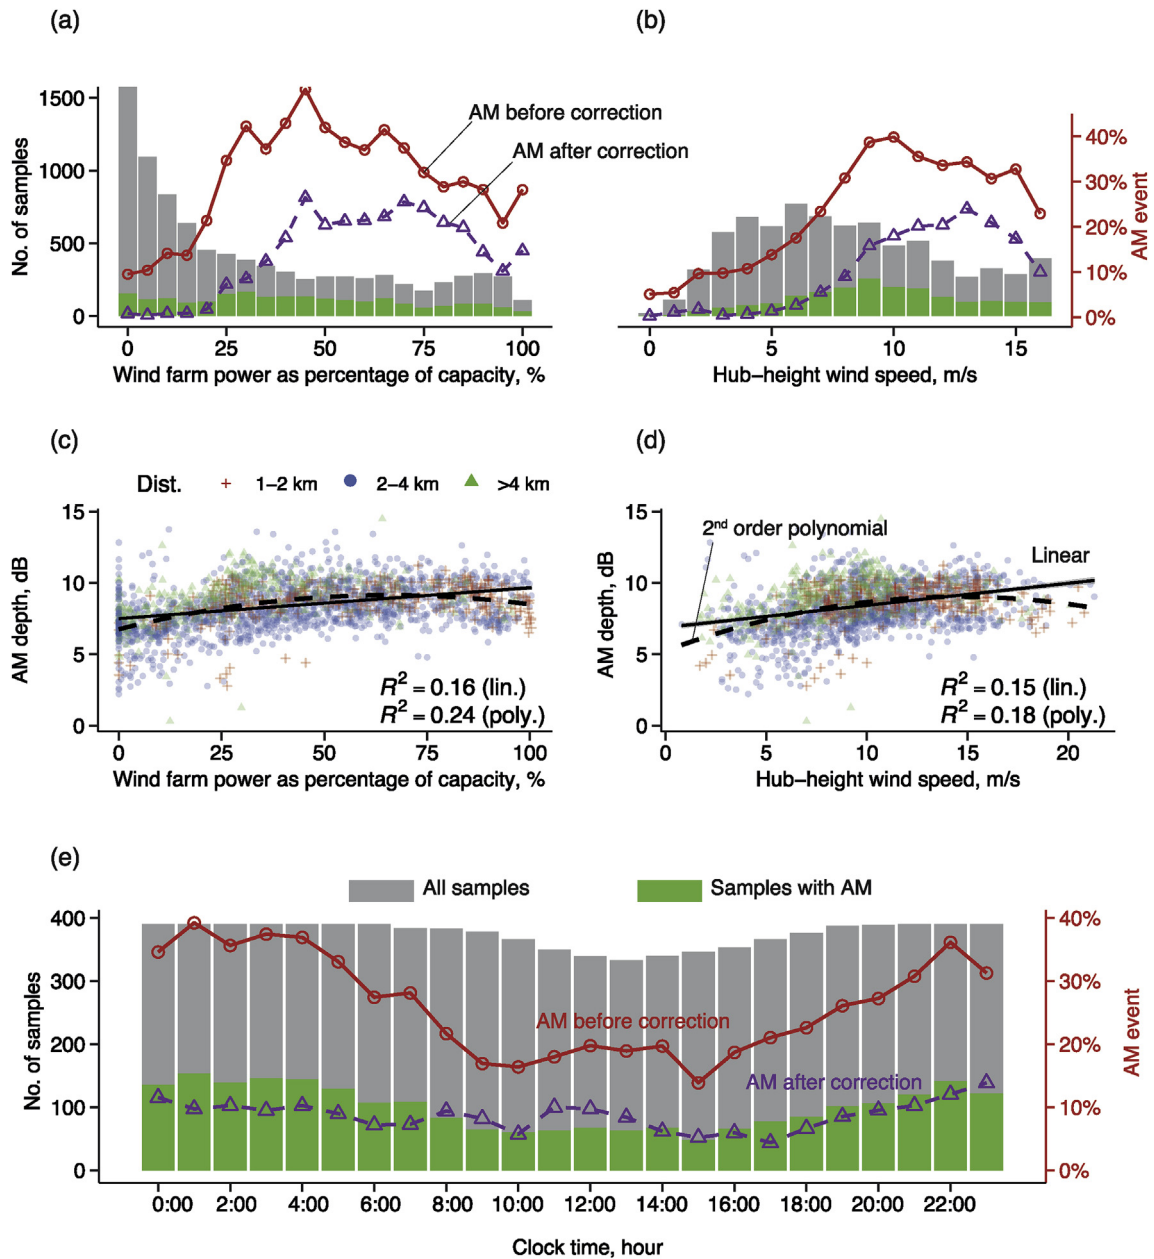 (a)
(b)
1500
1000
500
0
No. of samples
AM before correction
AM after correction
0
25
50
75
100
Wind farm power as percentage of capacity, %
40%
30%
20%
10%
0%
AM event
0
5
10
15
Hub–height wind speed, m/s
(c)
(d)
Dist.
1–2 km
2–4 km
>4 km
15
10
5
0
AM depth, dB
R² = 0.16 (lin.)
R² = 0.24 (poly.)
0
25
50
75
100
Wind farm power as percentage of capacity, %
15
10
5
0
AM depth, dB
2nd order polynomial
Linear
R² = 0.15 (lin.)
R² = 0.18 (poly.)
0
5
10
15
20
Hub–height wind speed, m/s
(e)
All samples
Samples with AM
400
300
200
100
0
No. of samples
AM before correction
AM after correction
40%
30%
20%
10%
0%
AM event
0:00
2:00
4:00
6:00
8:00
10:00
12:00
14:00
16:00
18:00
20:00
22:00
Clock time, hour